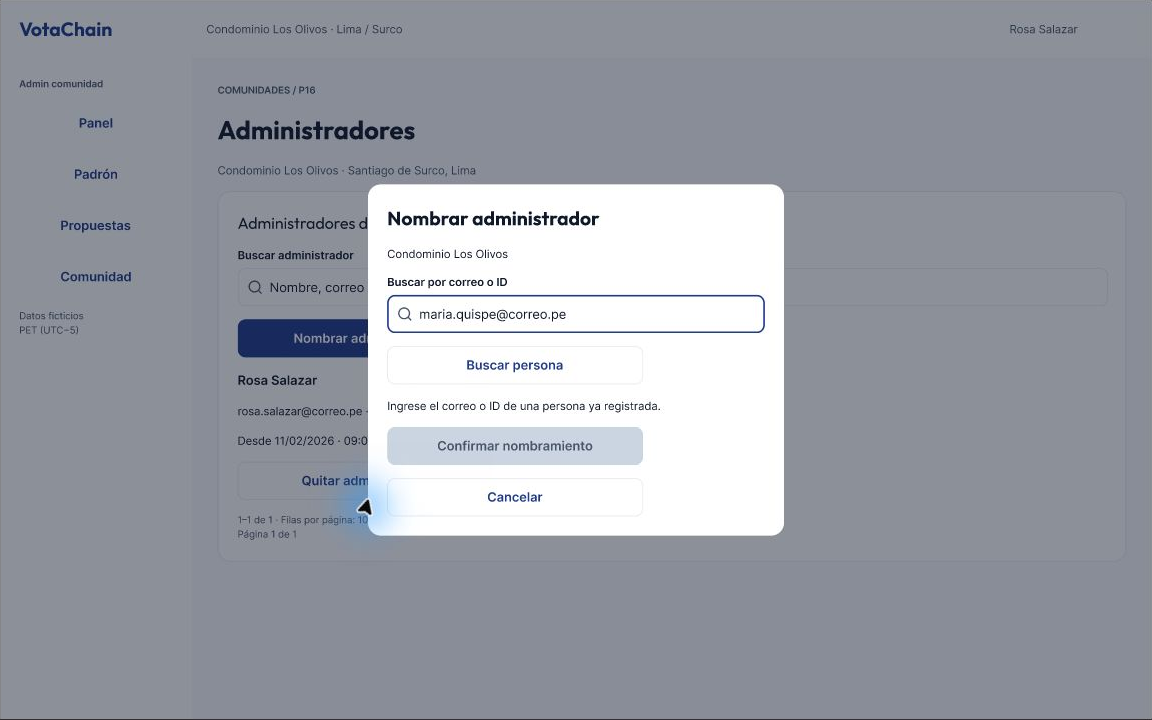 VotaChain
Condominio Los Olivos · Lima / Surco
Rosa Salazar
Admin comunidad
Panel
Padrón
Propuestas
Comunidad
Datos ficticios
PET (UTC−5)
COMUNIDADES / P16
Administradores
Condominio Los Olivos · Santiago de Surco, Lima
Administradores d
Buscar administrador
Nombre, correo
Nombrar ad
Rosa Salazar
rosa.salazar@correo.pe
Desde 11/02/2026 · 09:0
Quitar adm
1–1 de 1 · Filas por página: 10
Página 1 de 1
Nombrar administrador
Condominio Los Olivos
Buscar por correo o ID
maria.quispe@correo.pe
Buscar persona
Ingrese el correo o ID de una persona ya registrada.
Confirmar nombramiento
Cancelar